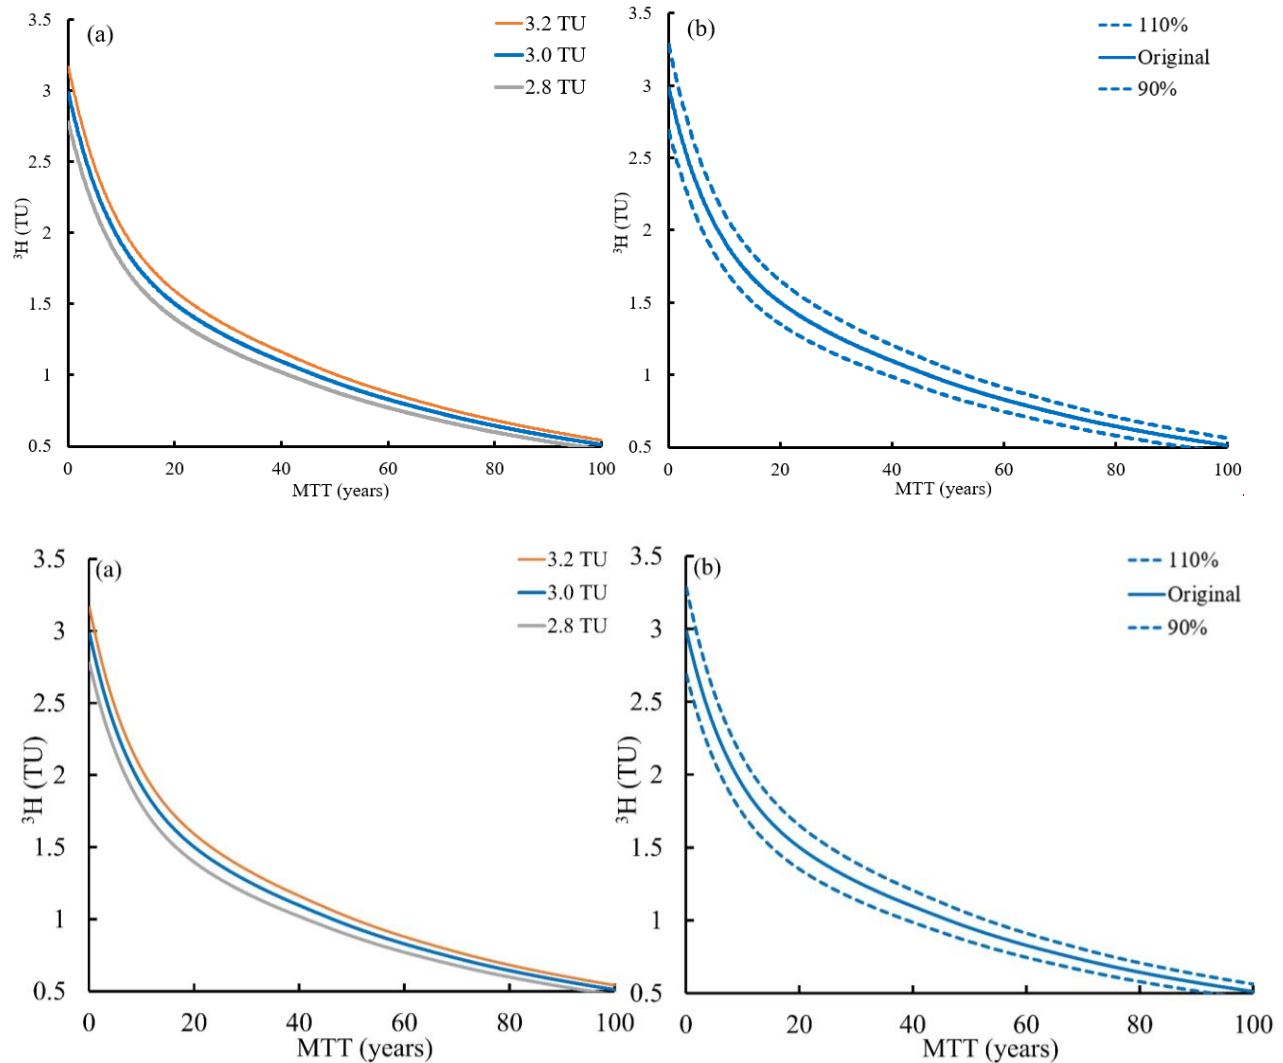 (a)
3.2 TU
3.0 TU
2.8 TU
3.5
3
2.5
2
1.5
1
0.5
³H (TU)
0 20 40 60 80 100
MTT (years)
(b)
110%
Original
90%
3.5
3
2.5
2
1.5
1
0.5
³H (TU)
0 20 40 60 80 100
MTT (years)
(a)
3.2 TU
3.0 TU
2.8 TU
3.5
3
2.5
2
1.5
1
0.5
³H (TU)
0 20 40 60 80 100
MTT (years)
(b)
110%
Original
90%
3.5
3
2.5
2
1.5
1
0.5
³H (TU)
0 20 40 60 80 100
MTT (years)